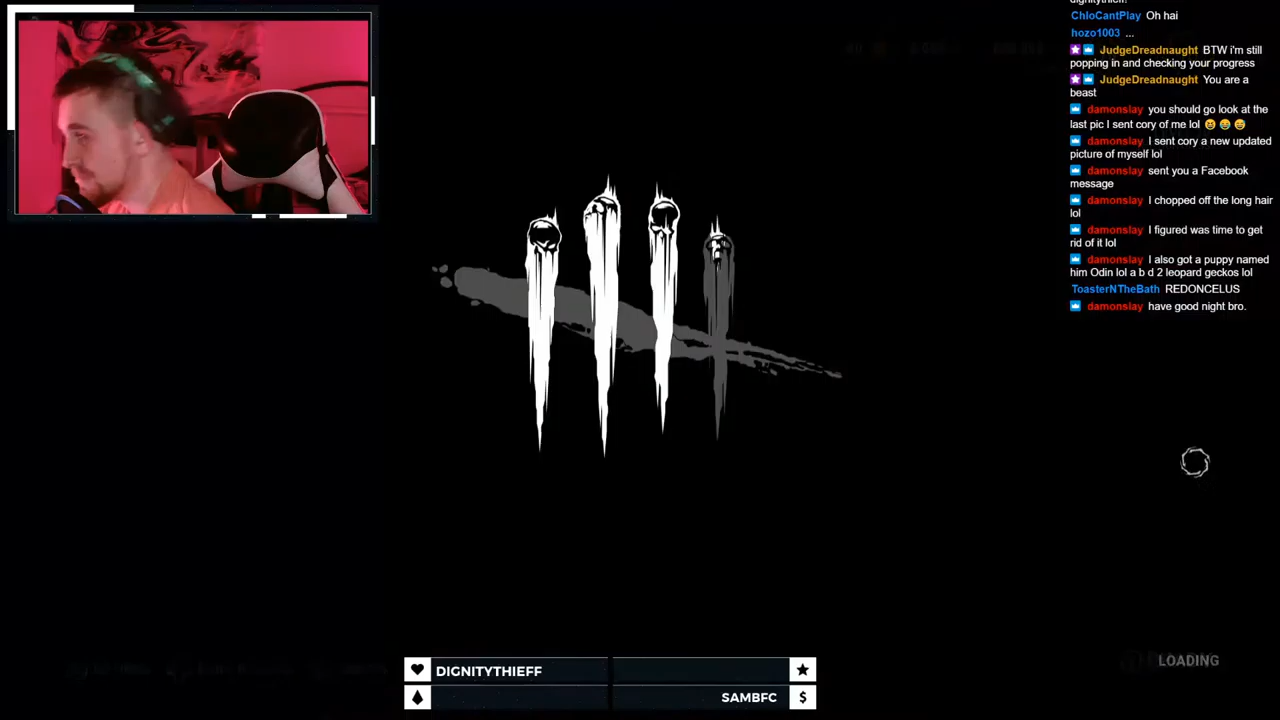 ChloCantPlay Oh hai
hozo1003 ...
JudgeDreadnaught BTW i'm still
popping in and checking your progress
JudgeDreadnaught You are a
beast
damonslay you should go look at the
last pic I sent cory of me lol 😆 😂 😅
damonslay I sent cory a new updated
picture of myself lol
damonslay sent you a Facebook
message
damonslay I chopped off the long hair
lol
damonslay I figured was time to get
rid of it lol
damonslay I also got a puppy named
him Odin lol a b d 2 leopard geckos lol
ToasterNTheBath REDONCELUS
damonslay have good night bro.
LOADING
DIGNITYTHIEFF
SAMBFC
$